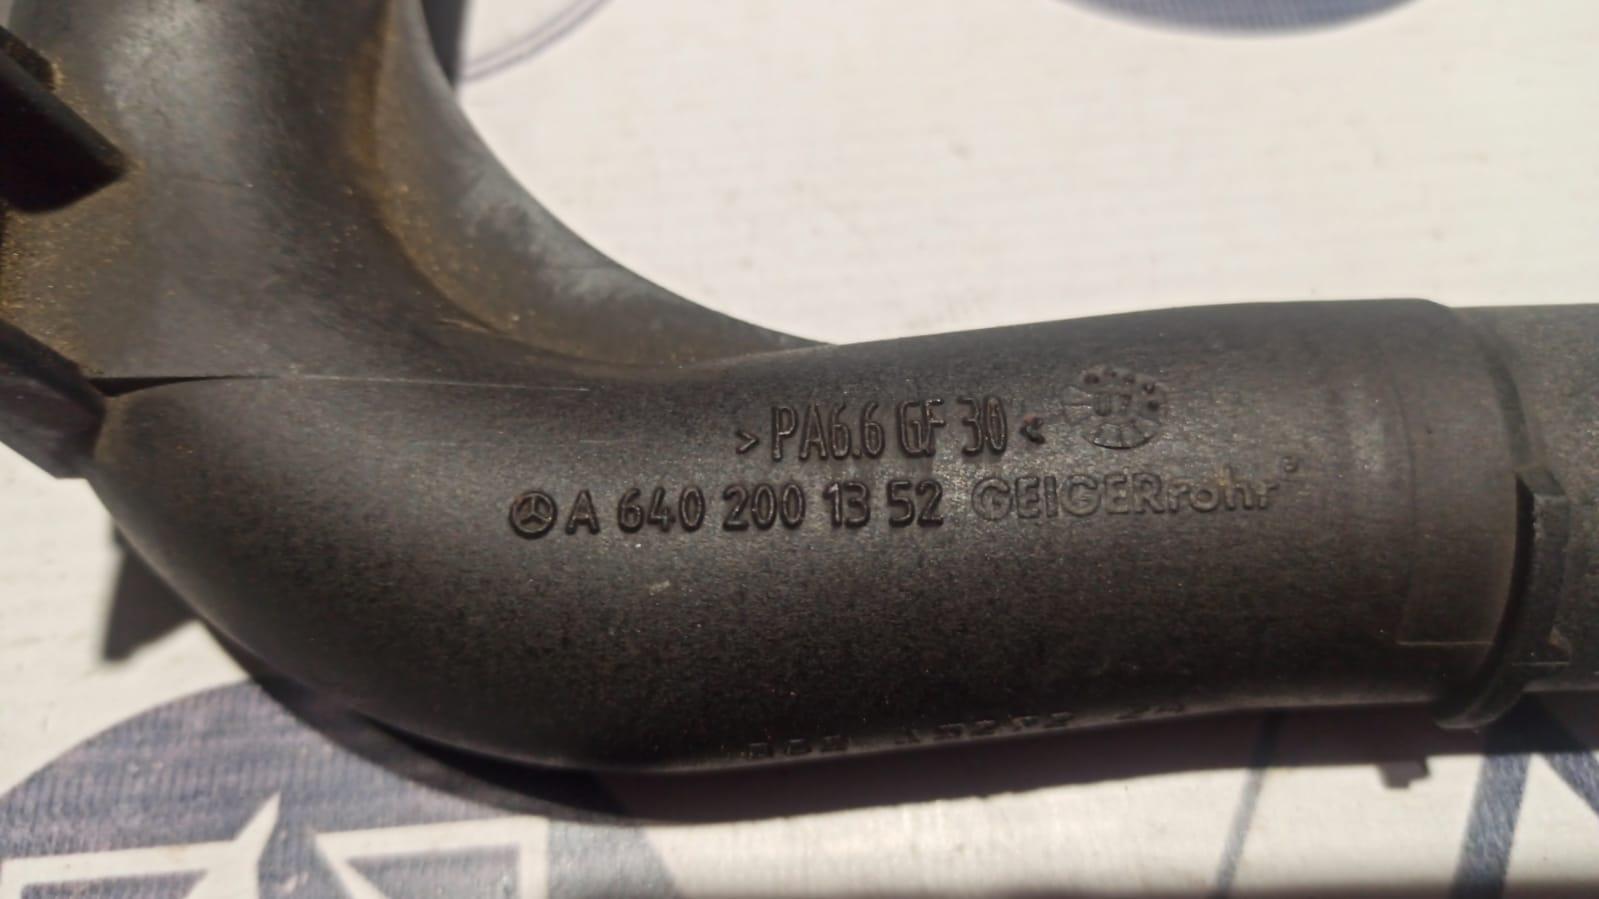 >PA6.6 GF 30<
A 640 200 13 52 GEIGERrohr